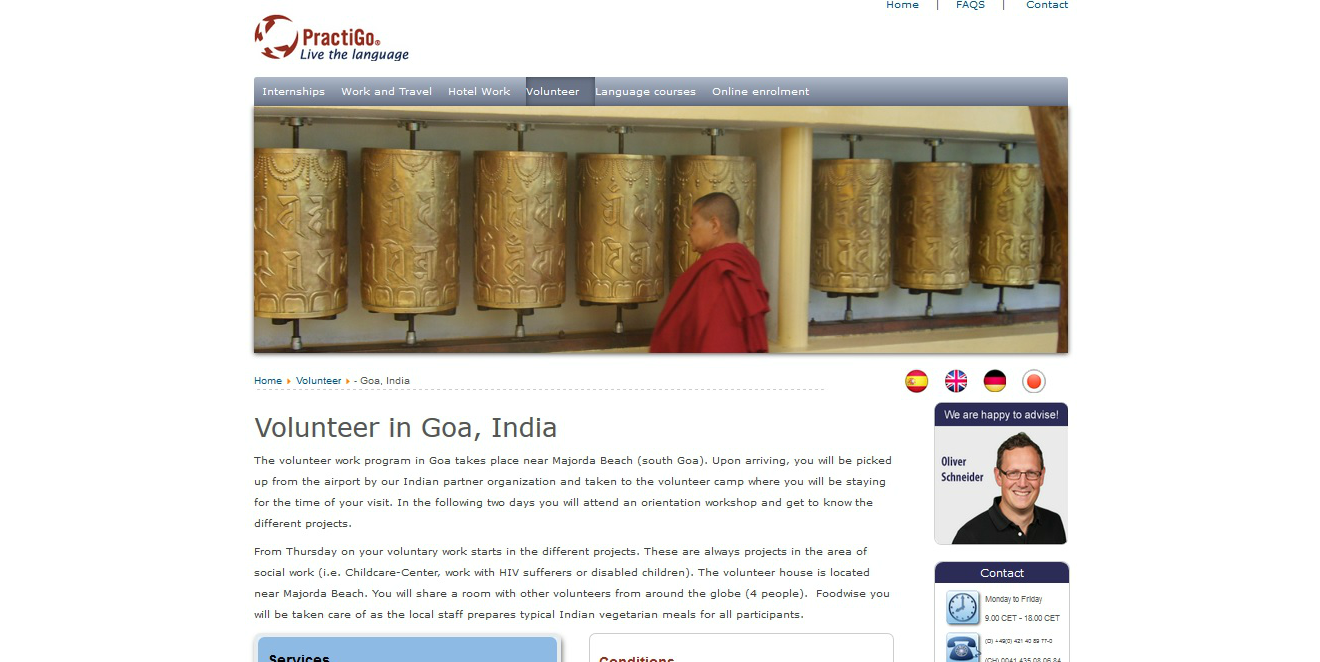 Home | FAQS | Contact
PractiGo®
Live the language
Internships Work and Travel Hotel Work Volunteer Language courses Online enrolment
Home Volunteer - Goa, India
We are happy to advise!
Oliver
Schneider
Volunteer in Goa, India
The volunteer work program in Goa takes place near Majorda Beach (south Goa). Upon arriving, you will be picked
up from the airport by our Indian partner organization and taken to the volunteer camp where you will be staying
for the time of your visit. In the following two days you will attend an orientation workshop and get to know the
different projects.
From Thursday on your voluntary work starts in the different projects. These are always projects in the area of
social work (i.e. Childcare-Center, work with HIV sufferers or disabled children). The volunteer house is located
near Majorda Beach. You will share a room with other volunteers from around the globe (4 people). Foodwise you
will be taken care of as the local staff prepares typical Indian vegetarian meals for all participants.
Contact
Monday to Friday
9.00 CET - 18.00 CET
(D) +49(0) 421 40 89 77-0
(CH) 0041 435 08 06 84
Services
Conditions